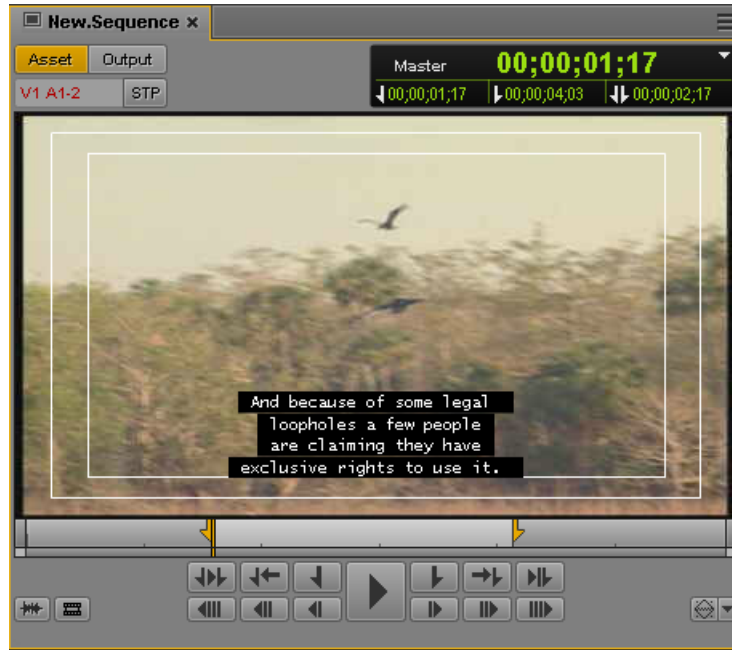 New.Sequence ×
Asset Output
Master 00;00;01;17
V1 A1-2 STP
00;00;01;17 00;00;04;03 00;00;02;17
And because of some legal
loopholes a few people
are claiming they have
exclusive rights to use it.